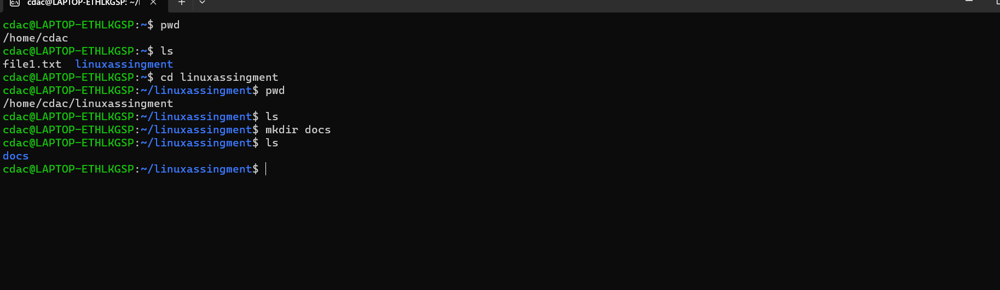 cdac@LAPTOP-ETHLKGSP: ~/l
cdac@LAPTOP-ETHLKGSP:~$ pwd
/home/cdac
cdac@LAPTOP-ETHLKGSP:~$ ls
file1.txt  linuxassingment
cdac@LAPTOP-ETHLKGSP:~$ cd linuxassingment
cdac@LAPTOP-ETHLKGSP:~/linuxassingment$ pwd
/home/cdac/linuxassingment
cdac@LAPTOP-ETHLKGSP:~/linuxassingment$ ls
cdac@LAPTOP-ETHLKGSP:~/linuxassingment$ mkdir docs
cdac@LAPTOP-ETHLKGSP:~/linuxassingment$ ls
docs
cdac@LAPTOP-ETHLKGSP:~/linuxassingment$